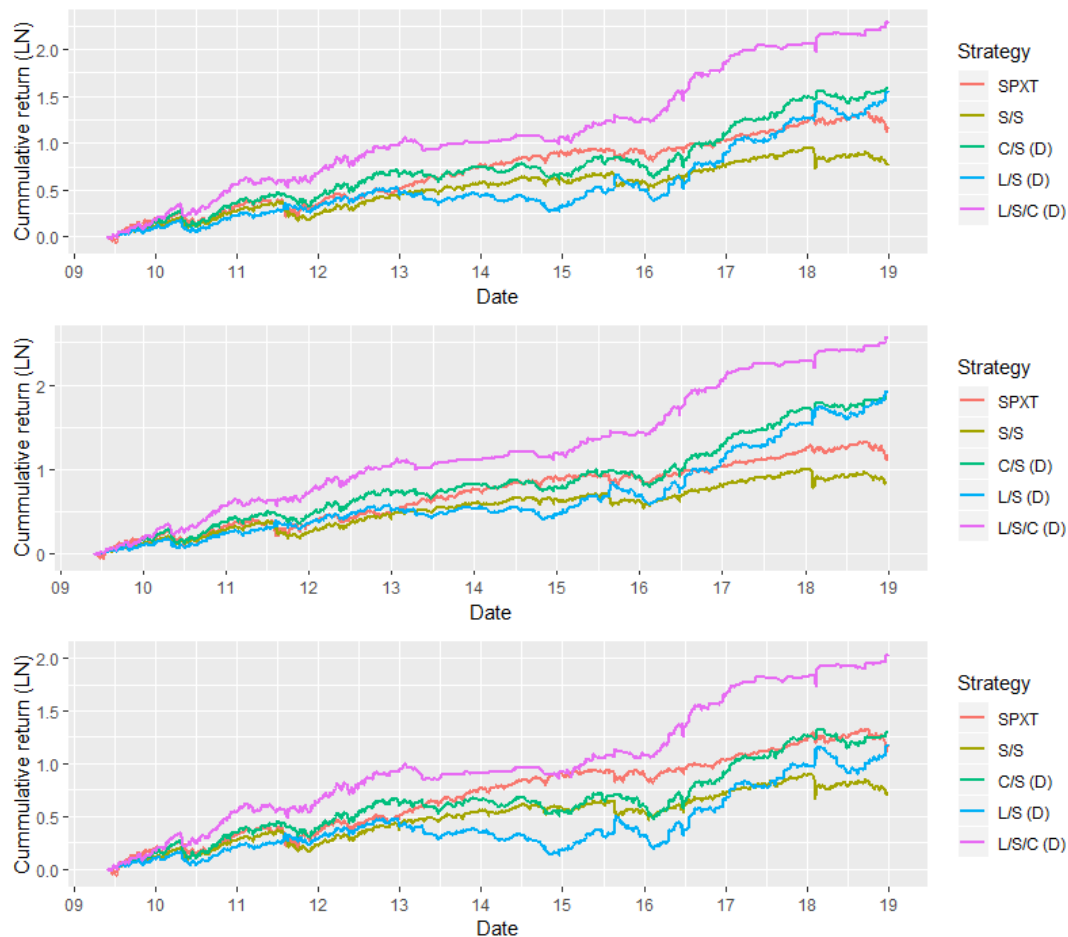 Cummulative return (LN)
2.0
1.5
1.0
0.5
0.0
09 10 11 12 13 14 15 16 17 18 19
Date
Strategy
SPXT
S/S
C/S (D)
L/S (D)
L/S/C (D)
Cummulative return (LN)
2
1
0
09 10 11 12 13 14 15 16 17 18 19
Date
Strategy
SPXT
S/S
C/S (D)
L/S (D)
L/S/C (D)
Cummulative return (LN)
2.0
1.5
1.0
0.5
0.0
09 10 11 12 13 14 15 16 17 18 19
Date
Strategy
SPXT
S/S
C/S (D)
L/S (D)
L/S/C (D)